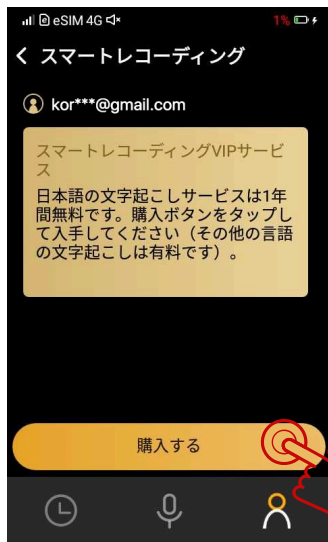 eSIM 4G 1%
スマートレコーディング
kor***@gmail.com
スマートレコーディングVIPサービ
ス
日本語の文字起こしサービスは1年
間無料です。購入ボタンをタップし
て入手してください（その他の言語
の文字起こしは有料です）。
購入する